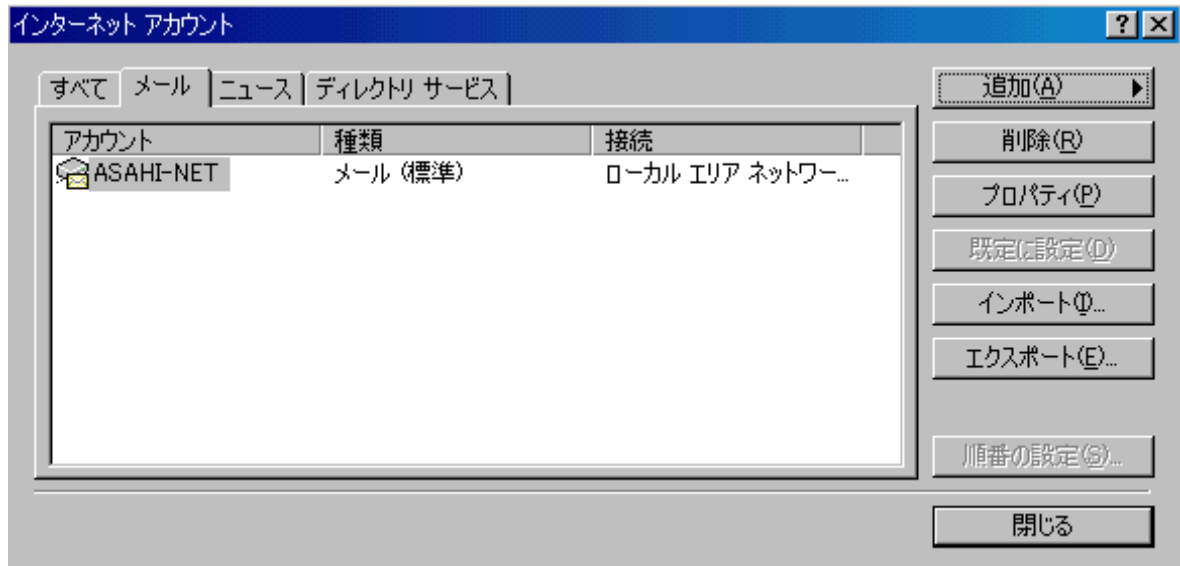 インターネット アカウント
すべて メール ニュース ディレクトリ サービス
アカウント 種類 接続
ASAHI-NET メール (標準) ローカル エリア ネットワー...
追加(A)
削除(R)
プロパティ(P)
既定に設定(D)
インポート(I)...
エクスポート(E)...
順番の設定(S)...
閉じる